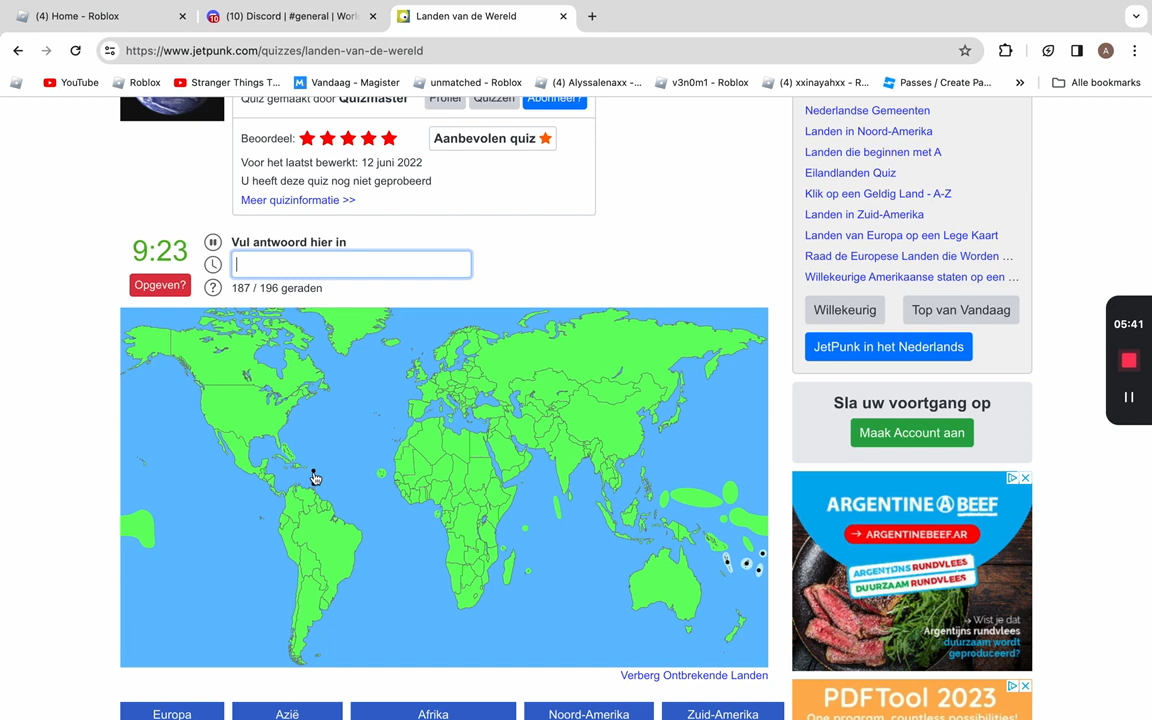 (4) Home - Roblox
(10) Discord | #general | Worl
Landen van de Wereld
https://www.jetpunk.com/quizzes/landen-van-de-wereld
A
YouTube
Roblox
Stranger Things T...
Vandaag - Magister
unmatched - Roblox
(4) Alyssalenaxx -...
v3n0m1 - Roblox
(4) xxinayahxx - R...
Passes / Create Pa...
»
Alle bookmarks
Quiz gemaakt door Quizmaster
Profiel
Quizzen
Abonneer?
Beoordeel:
Aanbevolen quiz
Voor het laatst bewerkt: 12 juni 2022
U heeft deze quiz nog niet geprobeerd
Meer quizinformatie >>
9:23
Opgeven?
Vul antwoord hier in
187 / 196 geraden
Verberg Ontbrekende Landen
Europa
Azië
Afrika
Noord-Amerika
Zuid-Amerika
Nederlandse Gemeenten
Landen in Noord-Amerika
Landen die beginnen met A
Eilandlanden Quiz
Klik op een Geldig Land - A-Z
Landen in Zuid-Amerika
Landen van Europa op een Lege Kaart
Raad de Europese Landen die Worden ...
Willekeurige Amerikaanse staten op een ...
Willekeurig
Top van Vandaag
JetPunk in het Nederlands
Sla uw voortgang op
Maak Account aan
ARGENTINE BEEF
→ ARGENTINEBEEF.AR
ARGENTIJNS RUNDVLEES
DUURZAAM RUNDVLEES
Wist je dat
Argentijns rundvlees
duurzaam wordt
geproduceerd?
PDFTool 2023
One program, countless possibilities!
05:41